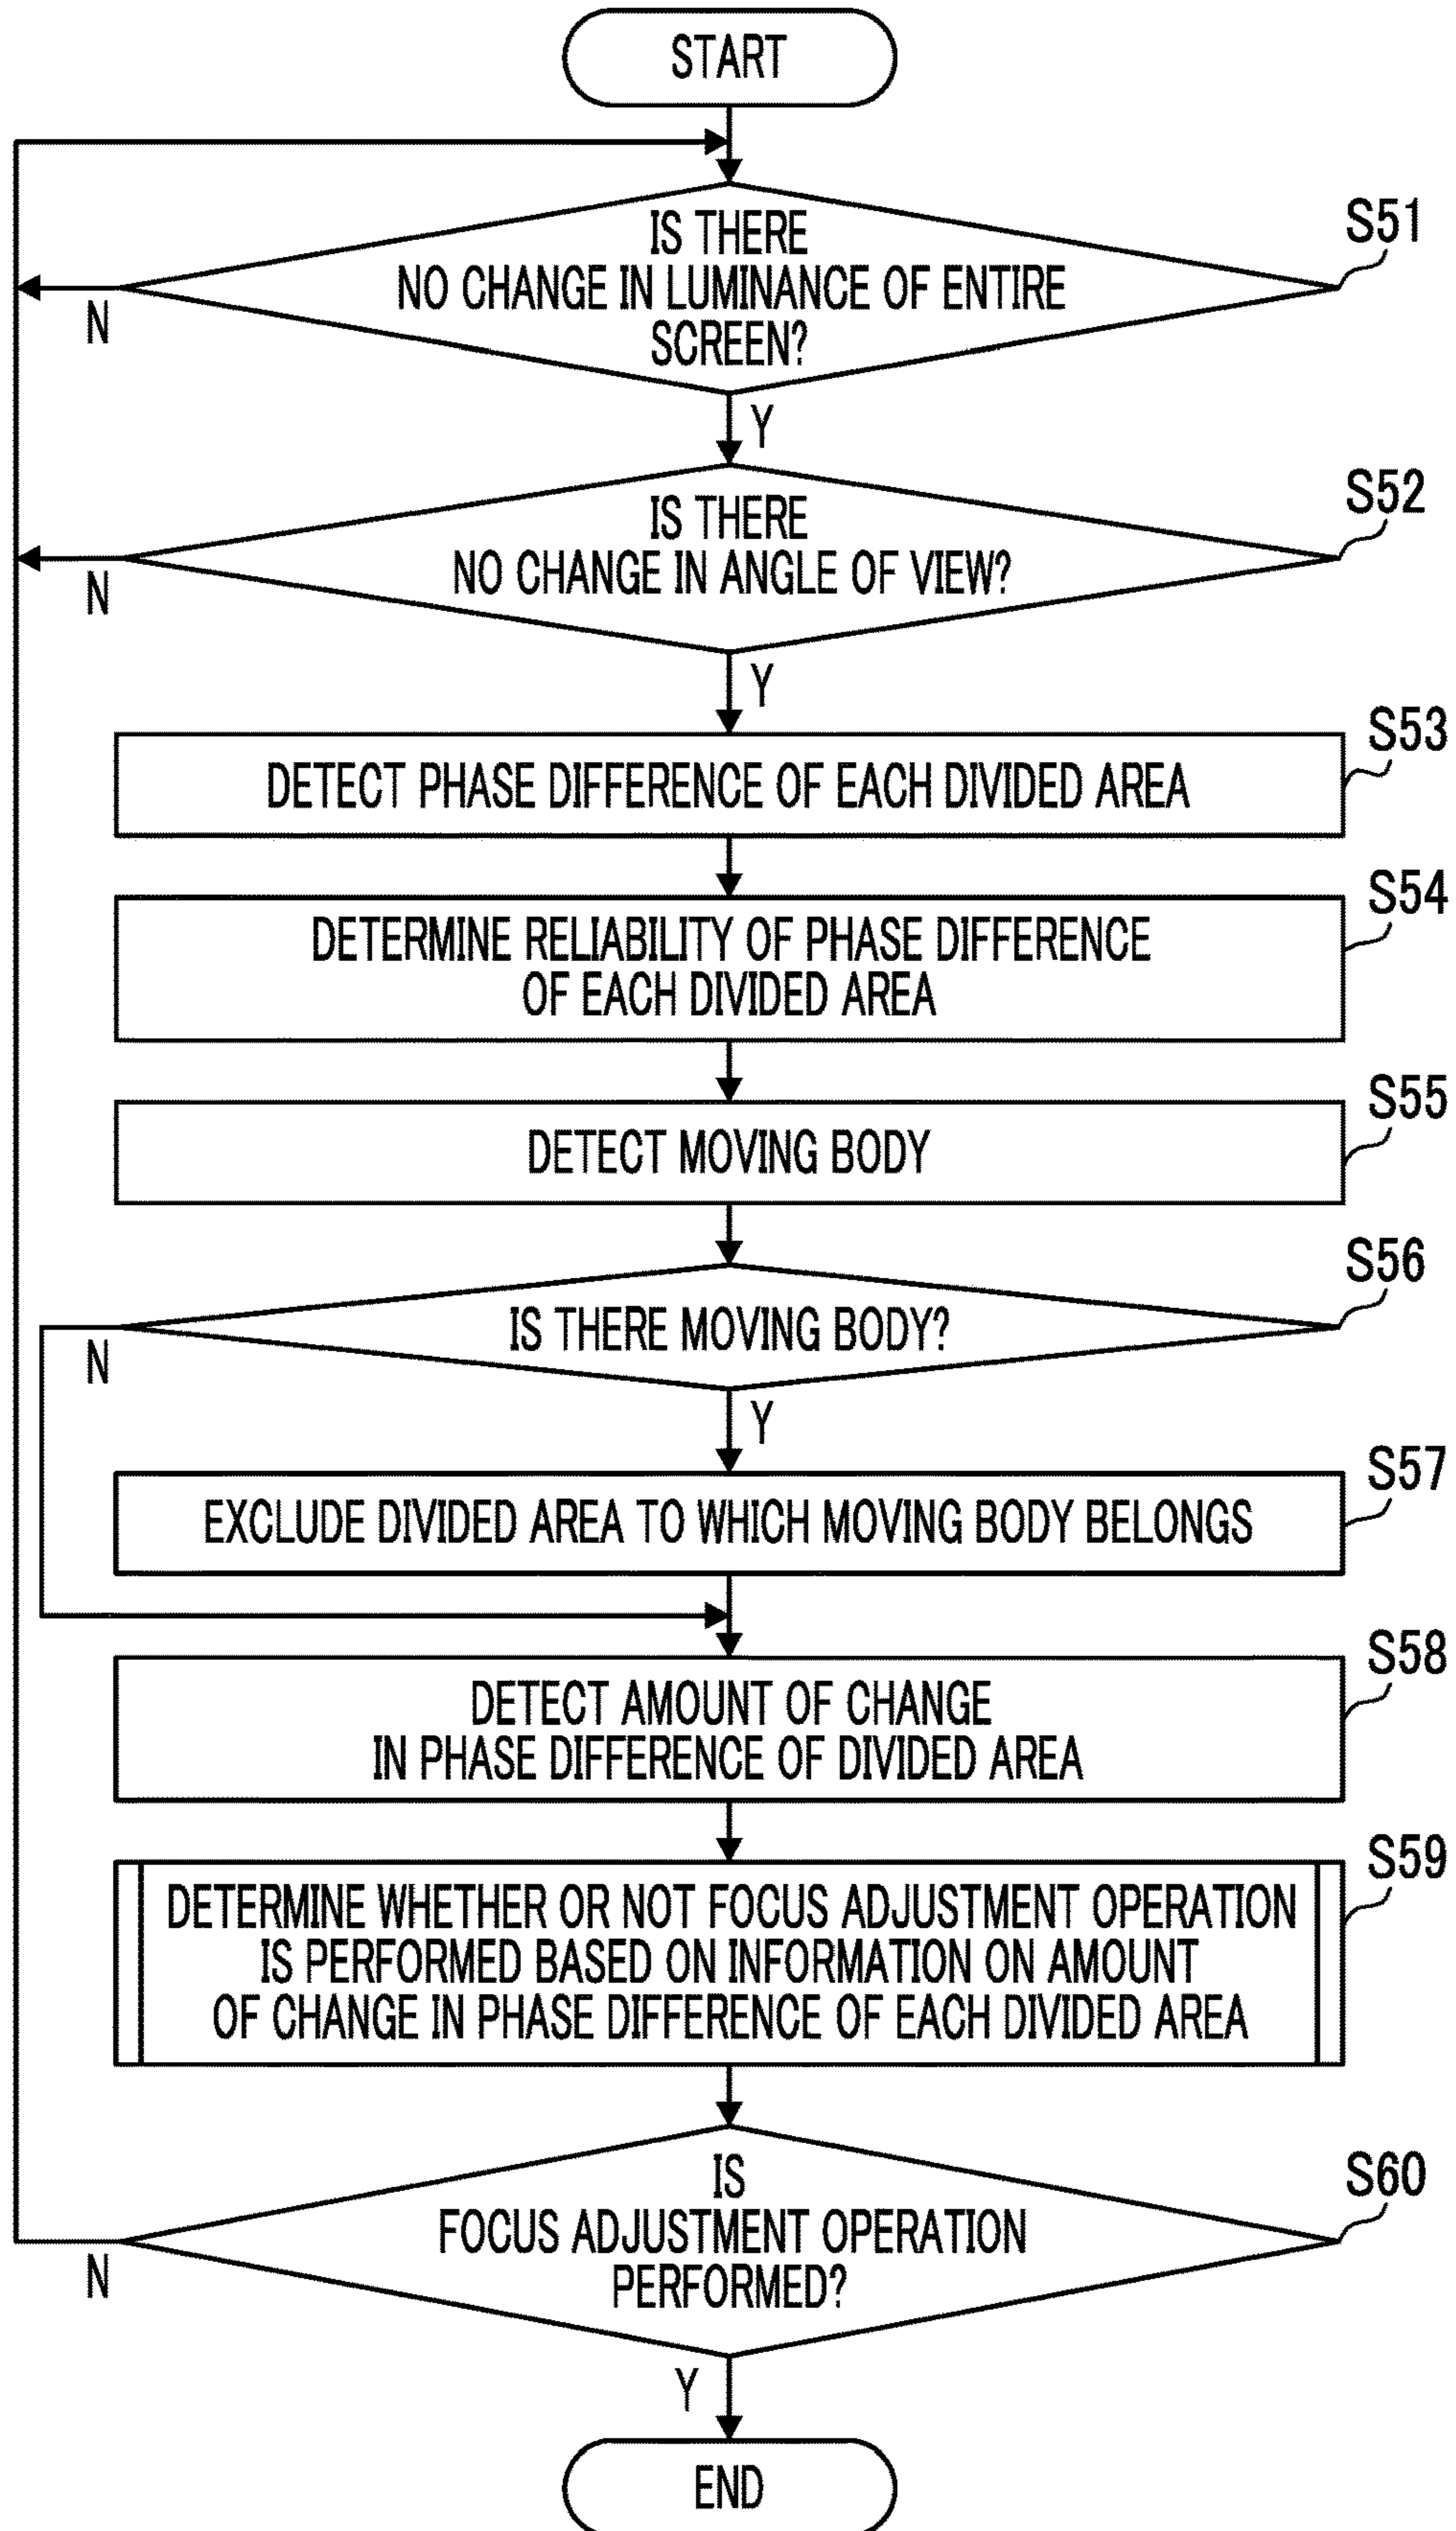 START
IS THERE
NO CHANGE IN LUMINANCE OF ENTIRE
SCREEN?
S51
N
Y
IS THERE
NO CHANGE IN ANGLE OF VIEW?
S52
N
Y
DETECT PHASE DIFFERENCE OF EACH DIVIDED AREA
S53
DETERMINE RELIABILITY OF PHASE DIFFERENCE
OF EACH DIVIDED AREA
S54
DETECT MOVING BODY
S55
IS THERE MOVING BODY?
S56
N
Y
EXCLUDE DIVIDED AREA TO WHICH MOVING BODY BELONGS
S57
DETECT AMOUNT OF CHANGE
IN PHASE DIFFERENCE OF DIVIDED AREA
S58
DETERMINE WHETHER OR NOT FOCUS ADJUSTMENT OPERATION
IS PERFORMED BASED ON INFORMATION ON AMOUNT
OF CHANGE IN PHASE DIFFERENCE OF EACH DIVIDED AREA
S59
IS
FOCUS ADJUSTMENT OPERATION
PERFORMED?
S60
N
Y
END